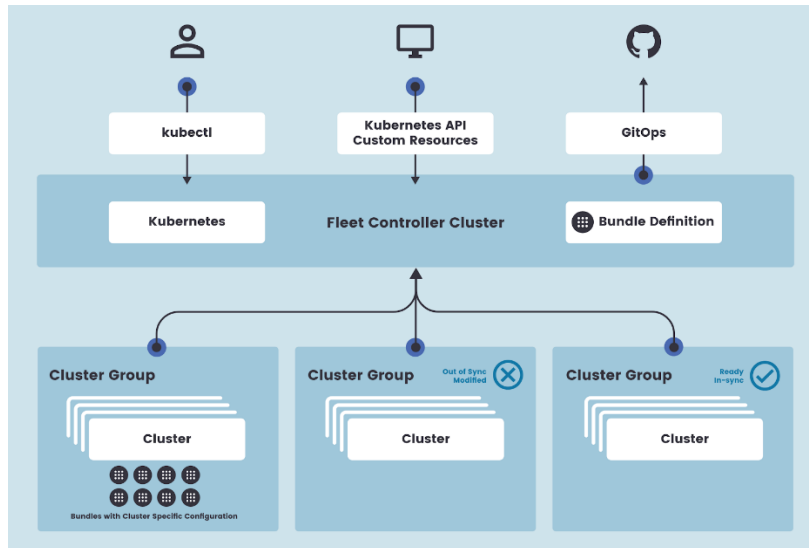 kubectl
Kubernetes API
Custom Resources
GitOps
Kubernetes
Fleet Controller Cluster
Bundle Definition
Cluster Group
Cluster
Bundles with Cluster Specific Configuration
Cluster Group
Out of Sync
Modified
Cluster
Cluster Group
Ready
In-sync
Cluster